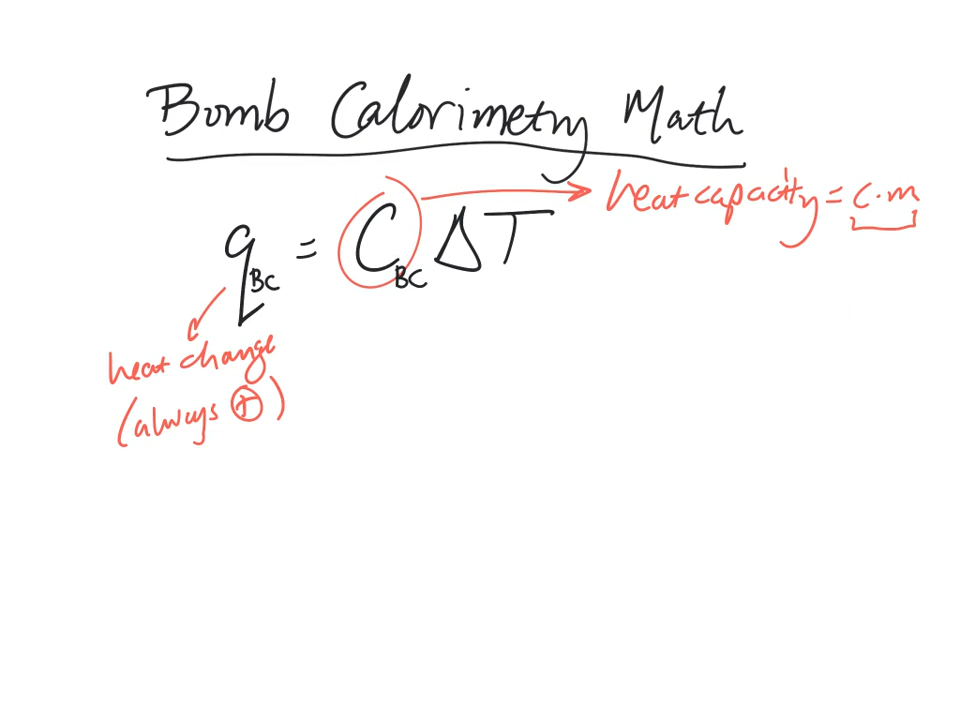 Bomb Calorimetry Math
q_BC = C_BC ΔT → heat capacity = c·m
heat change
(always ⊕)